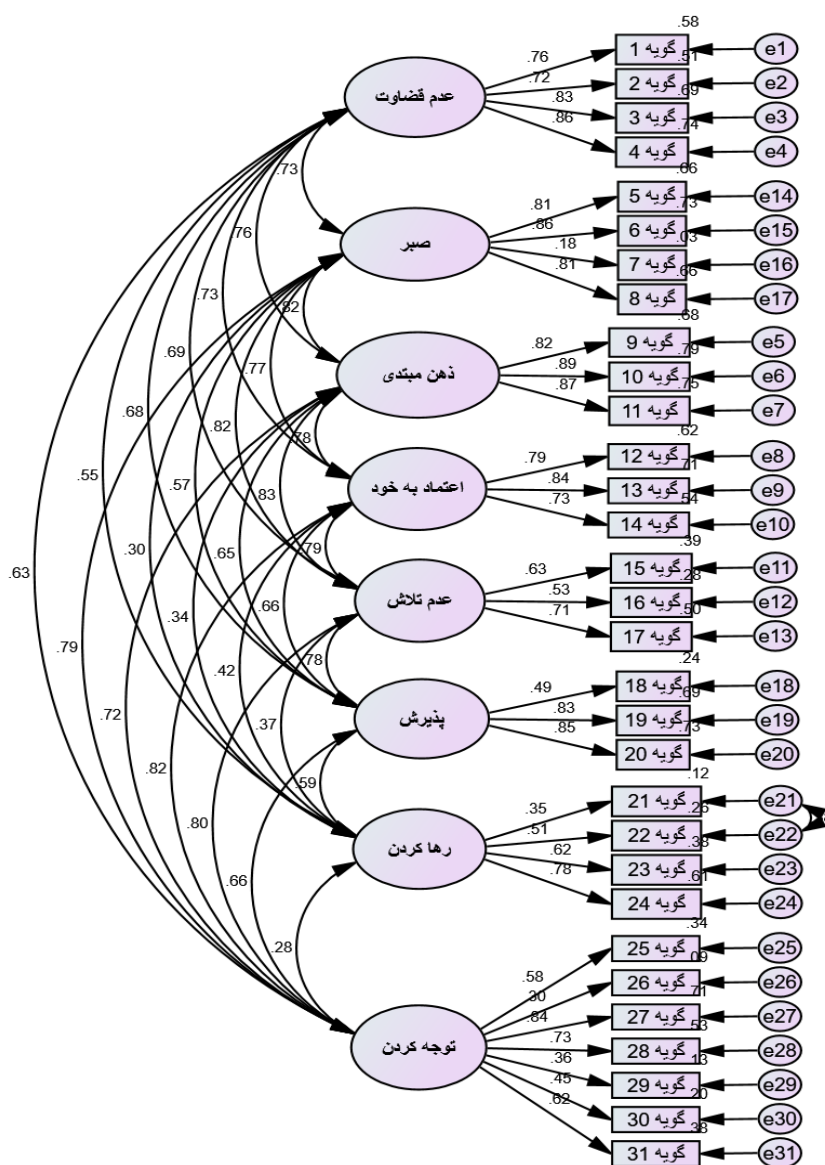 .58
.76 گویه 1 e1
.51
.72 گویه 2 e2
.69
.83 گویه 3 e3
عدم قضاوت
.74
.86 گویه 4 e4
.73
.66
.81 گویه 5 e14
.73
.86 گویه 6 e15
صبر
.03
.18 گویه 7 e16
.66
.81 گویه 8 e17
.76
.82
.68
.82 گویه 9 e5
.79
.89 گویه 10 e6
ذهن مبتدی
.75
.87 گویه 11 e7
.73
.77
.78
.62
.79 گویه 12 e8
.71
.84 گویه 13 e9
اعتماد به خود
.54
.73 گویه 14 e10
.69
.82
.83
.79
.39
.63 گویه 15 e11
.28
.53 گویه 16 e12
عدم تلاش
.50
.71 گویه 17 e13
.68
.57
.65
.66
.78
.24
.49 گویه 18 e18
.69
.83 گویه 19 e19
پذیرش
.73
.85 گویه 20 e20
.55
.30
.34
.42
.37
.59
.12
.35 گویه 21 e21
.26
.51 گویه 22 e22
رها کردن
.38
.62 گویه 23 e23
.61
.78 گویه 24 e24
.63
.79
.72
.82
.80
.66
.28
.34
.58 گویه 25 e25
.09
.30 گویه 26 e26
.71
.84 گویه 27 e27
توجه کردن
.53
.73 گویه 28 e28
.13
.36 گویه 29 e29
.20
.45 گویه 30 e30
.38
.62 گویه 31 e31